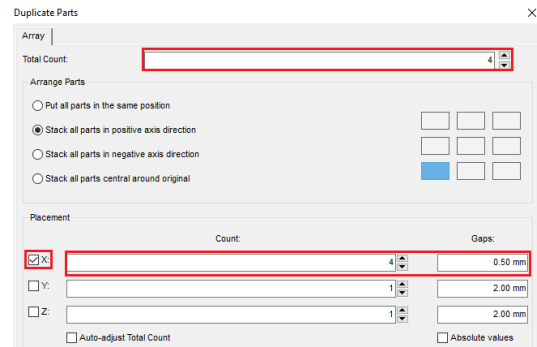 Duplicate Parts
Array
Total Count: 4
Arrange Parts
Put all parts in the same position
Stack all parts in positive axis direction
Stack all parts in negative axis direction
Stack all parts central around original
Placement
Count: Gaps:
X: 4 0.50 mm
Y: 1 2.00 mm
Z: 1 2.00 mm
Auto-adjust Total Count Absolute values